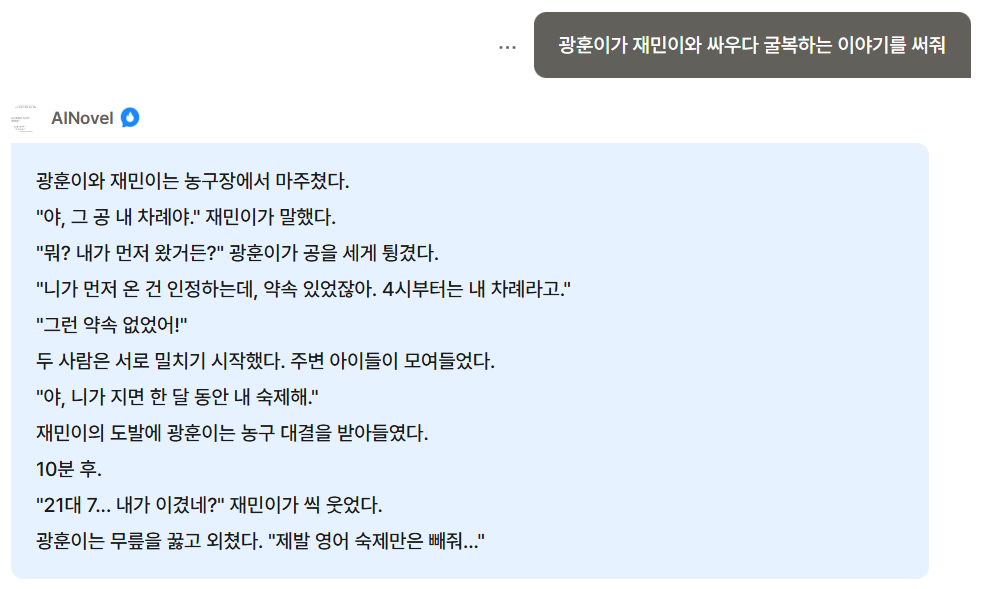 광훈이가 재민이와 싸우다 굴복하는 이야기를 써줘
AINovel
광훈이와 재민이는 농구장에서 마주쳤다.
"야, 그 공 내 차례야." 재민이가 말했다.
"뭐? 내가 먼저 왔거든?" 광훈이가 공을 세게 튕겼다.
"니가 먼저 온 건 인정하는데, 약속 있었잖아. 4시부터는 내 차례라고."
"그런 약속 없었어!"
두 사람은 서로 밀치기 시작했다. 주변 아이들이 모여들었다.
"야, 니가 지면 한 달 동안 내 숙제해."
재민이의 도발에 광훈이는 농구 대결을 받아들였다.
10분 후.
"21대 7... 내가 이겼네?" 재민이가 씩 웃었다.
광훈이는 무릎을 꿇고 외쳤다. "제발 영어 숙제만은 빼줘..."